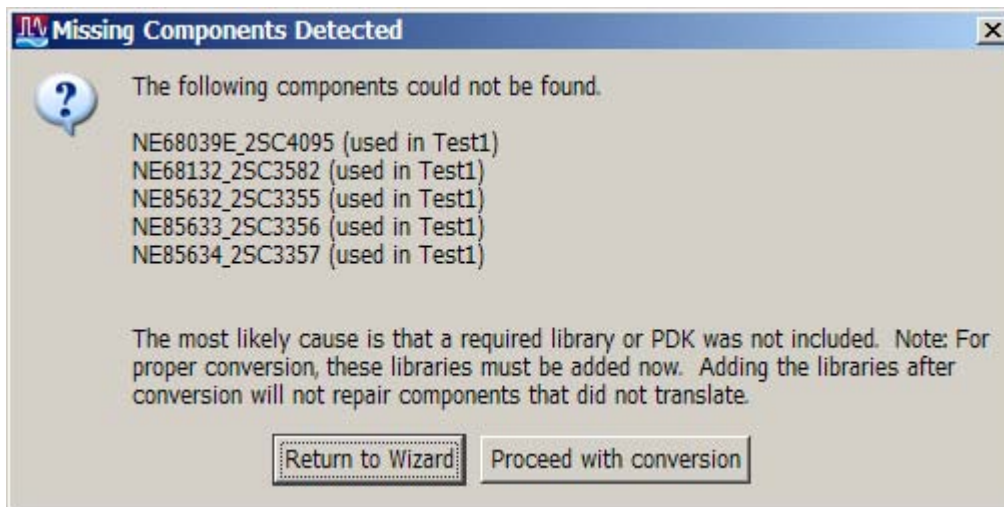 Missing Components Detected
The following components could not be found.
NE68039E_2SC4095 (used in Test1)
NE68132_2SC3582 (used in Test1)
NE85632_2SC3355 (used in Test1)
NE85633_2SC3356 (used in Test1)
NE85634_2SC3357 (used in Test1)
The most likely cause is that a required library or PDK was not included. Note: For
proper conversion, these libraries must be added now. Adding the libraries after
conversion will not repair components that did not translate.
Return to Wizard Proceed with conversion